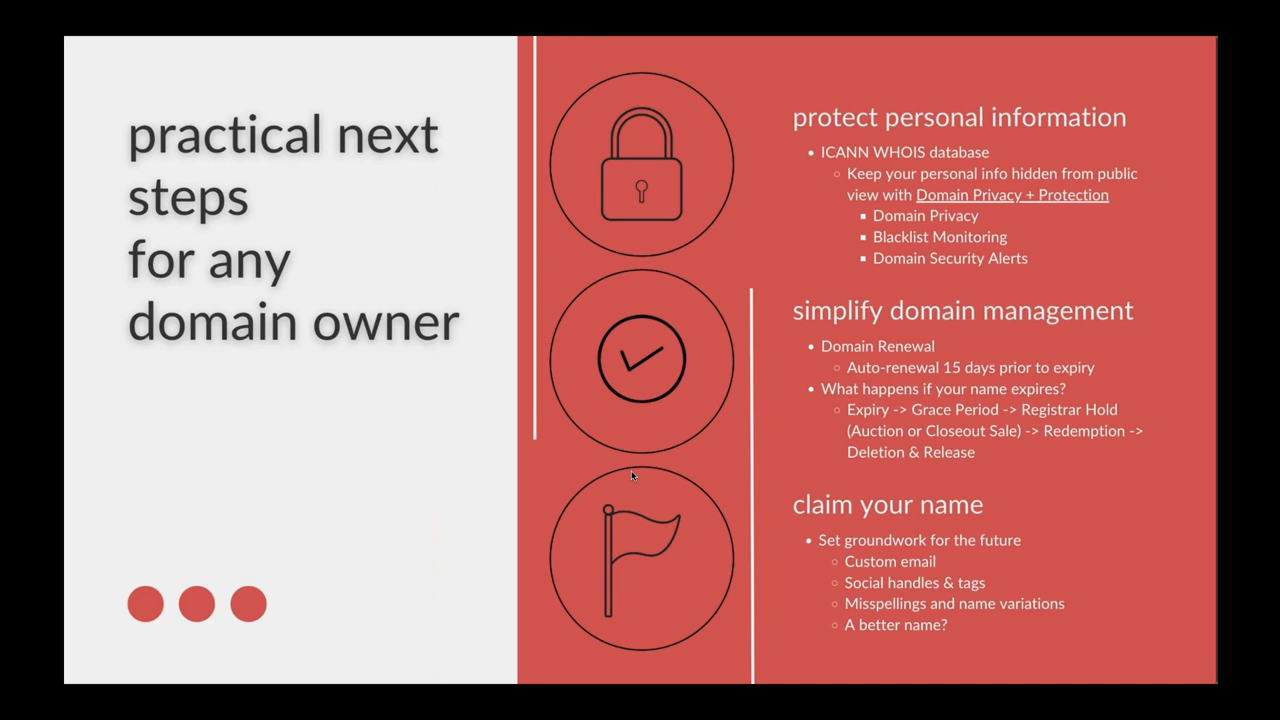 practical next
steps
for any
domain owner
protect personal information
• ICANN WHOIS database
○ Keep your personal info hidden from public
view with Domain Privacy + Protection
▪ Domain Privacy
▪ Blacklist Monitoring
▪ Domain Security Alerts
simplify domain management
• Domain Renewal
○ Auto-renewal 15 days prior to expiry
• What happens if your name expires?
○ Expiry -> Grace Period -> Registrar Hold
(Auction or Closeout Sale) -> Redemption ->
Deletion & Release
claim your name
• Set groundwork for the future
○ Custom email
○ Social handles & tags
○ Misspellings and name variations
○ A better name?